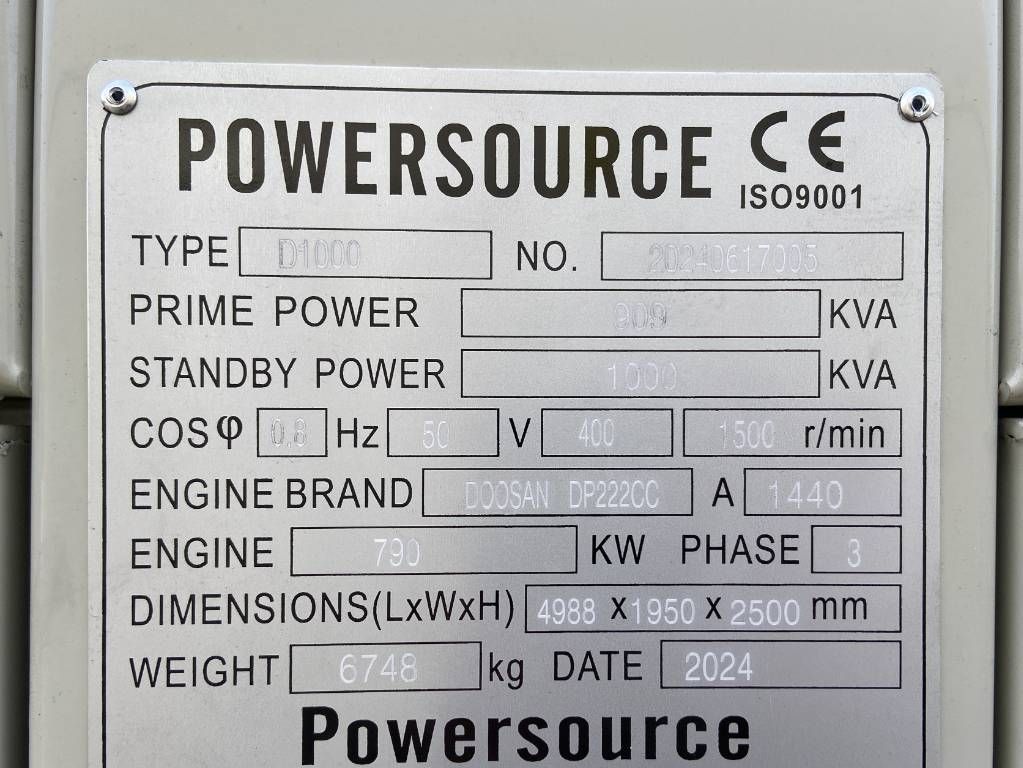 POWERSOURCE CE
ISO9001
TYPE D1000 NO. 20240617005
PRIME POWER 909 KVA
STANDBY POWER 1000 KVA
COSφ 0.8 Hz 50 V 400 1500 r/min
ENGINE BRAND DOOSAN DP222CC A 1440
ENGINE 790 KW PHASE 3
DIMENSIONS(LxWxH) 4988 x 1950 x 2500 mm
WEIGHT 6748 kg DATE 2024
Powersource